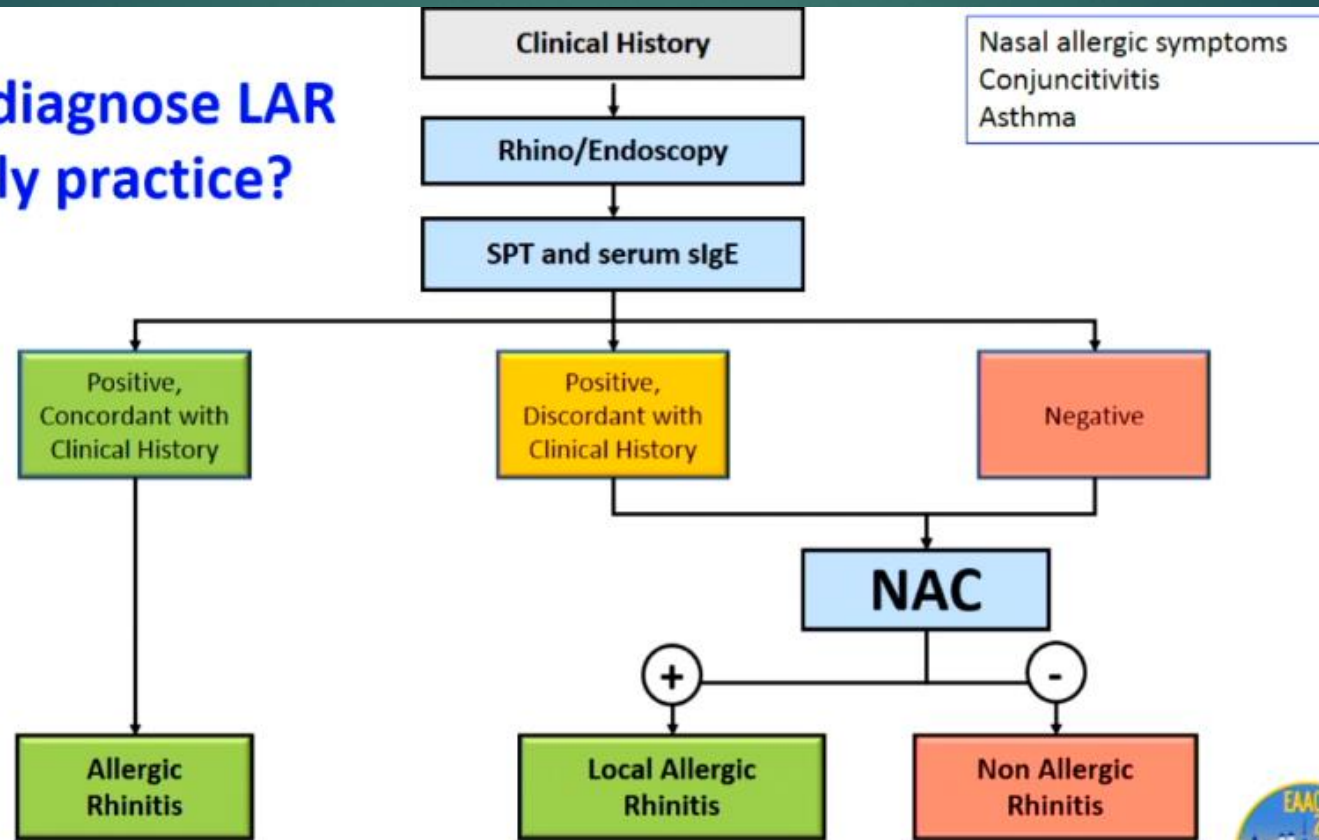 diagnose LAR
ly practice?
Clinical History
Nasal allergic symptoms
Conjuncitivitis
Asthma
Rhino/Endoscopy
SPT and serum sIgE
Positive,
Concordant with
Clinical History
Positive,
Discordant with
Clinical History
Negative
NAC
+
-
Allergic
Rhinitis
Local Allergic
Rhinitis
Non Allergic
Rhinitis